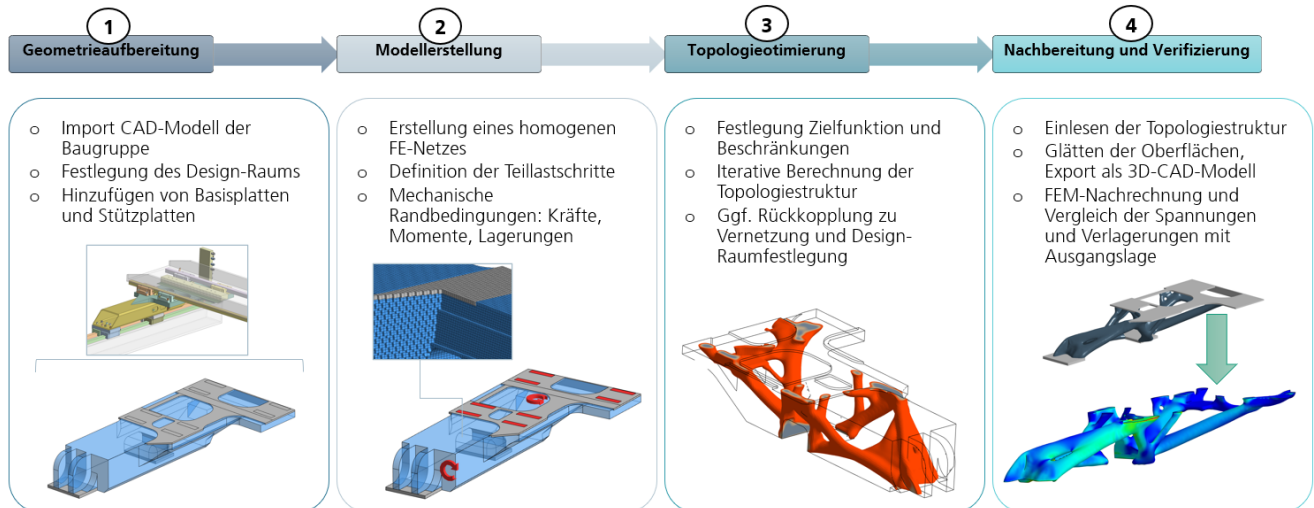 1
Geometrieaufbereitung
2
Modellerstellung
3
Topologieotimierung
4
Nachbereitung und Verifizierung
o Import CAD-Modell der
Baugruppe
o Festlegung des Design-Raums
o Hinzufügen von Basisplatten
und Stützplatten
o Erstellung eines homogenen
FE-Netzes
o Definition der Teillastschritte
o Mechanische
Randbedingungen: Kräfte,
Momente, Lagerungen
o Festlegung Zielfunktion und
Beschränkungen
o Iterative Berechnung der
Topologiestruktur
o Ggf. Rückkopplung zu
Vernetzung und Design-
Raumfestlegung
o Einlesen der Topologiestruktur
o Glätten der Oberflächen,
Export als 3D-CAD-Modell
o FEM-Nachrechnung und
Vergleich der Spannungen
und Verlagerungen mit
Ausgangslage